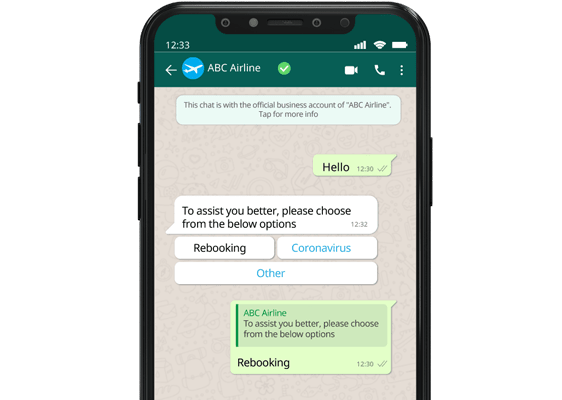 12:33
ABC Airline
This chat is with the official business account of "ABC Airline".
Tap for more info
Hello 12:30
To assist you better, please choose
from the below options 12:32
Rebooking Coronavirus
Other
ABC Airline
To assist you better, please choose
from the below options
Rebooking 12:30